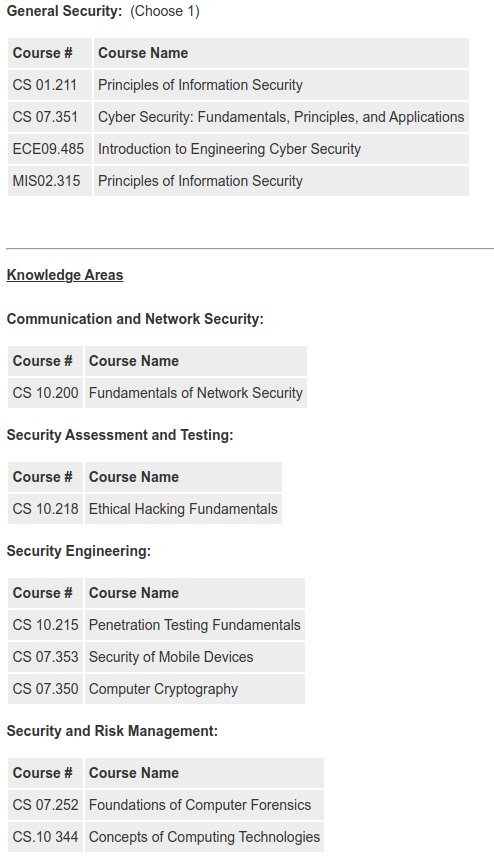 General Security:  (Choose 1)
Course # Course Name
CS 01.211 Principles of Information Security
CS 07.351 Cyber Security: Fundamentals, Principles, and Applications
ECE09.485 Introduction to Engineering Cyber Security
MIS02.315 Principles of Information Security
Knowledge Areas
Communication and Network Security:
Course # Course Name
CS 10.200 Fundamentals of Network Security
Security Assessment and Testing:
Course # Course Name
CS 10.218 Ethical Hacking Fundamentals
Security Engineering:
Course # Course Name
CS 10.215 Penetration Testing Fundamentals
CS 07.353 Security of Mobile Devices
CS 07.350 Computer Cryptography
Security and Risk Management:
Course # Course Name
CS 07.252 Foundations of Computer Forensics
CS.10 344 Concepts of Computing Technologies